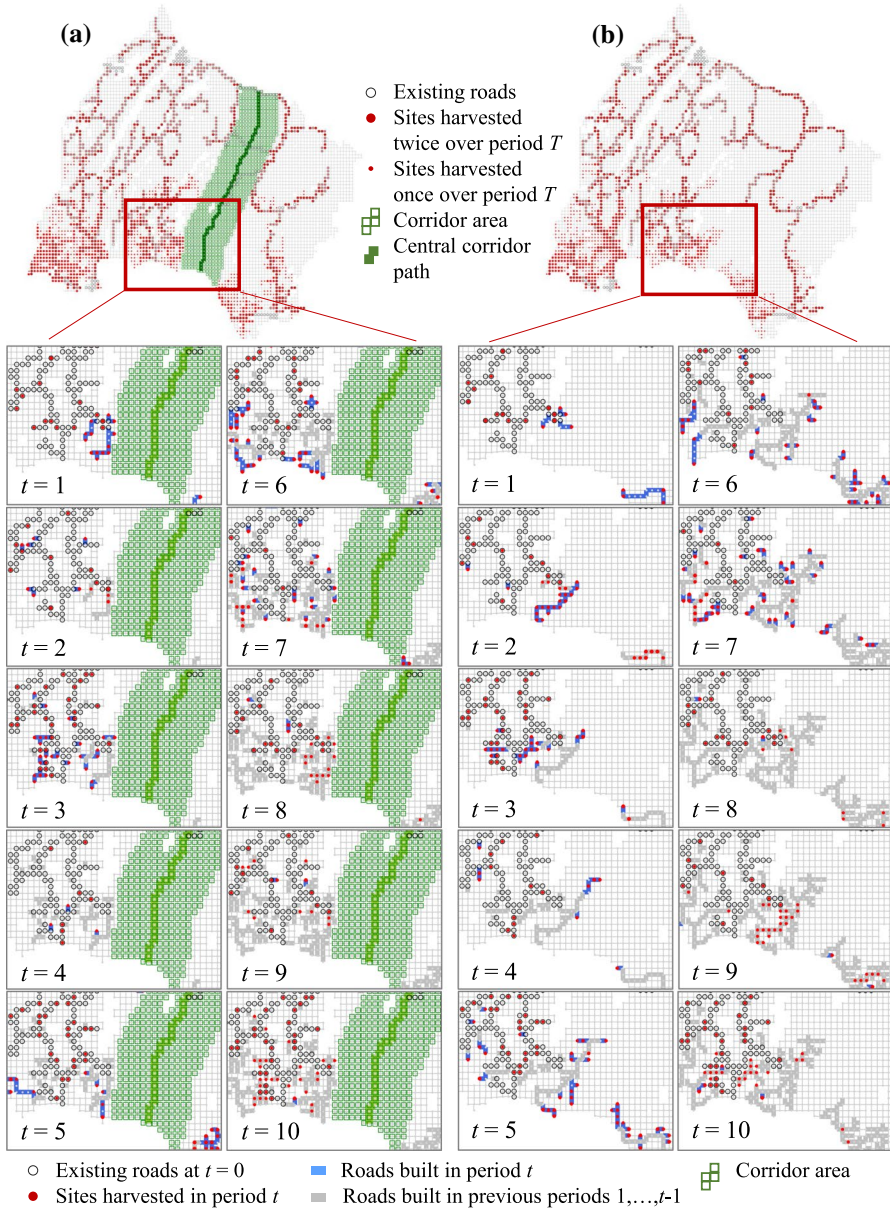 (a)
(b)
Existing roads
Sites harvested
twice over period T
Sites harvested
once over period T
Corridor area
Central corridor
path
t = 1
t = 6
t = 1
t = 6
t = 2
t = 7
t = 2
t = 7
t = 3
t = 8
t = 3
t = 8
t = 4
t = 9
t = 4
t = 9
t = 5
t = 10
t = 5
t = 10
Existing roads at t = 0
Roads built in period t
Corridor area
Sites harvested in period t
Roads built in previous periods 1,…,t-1